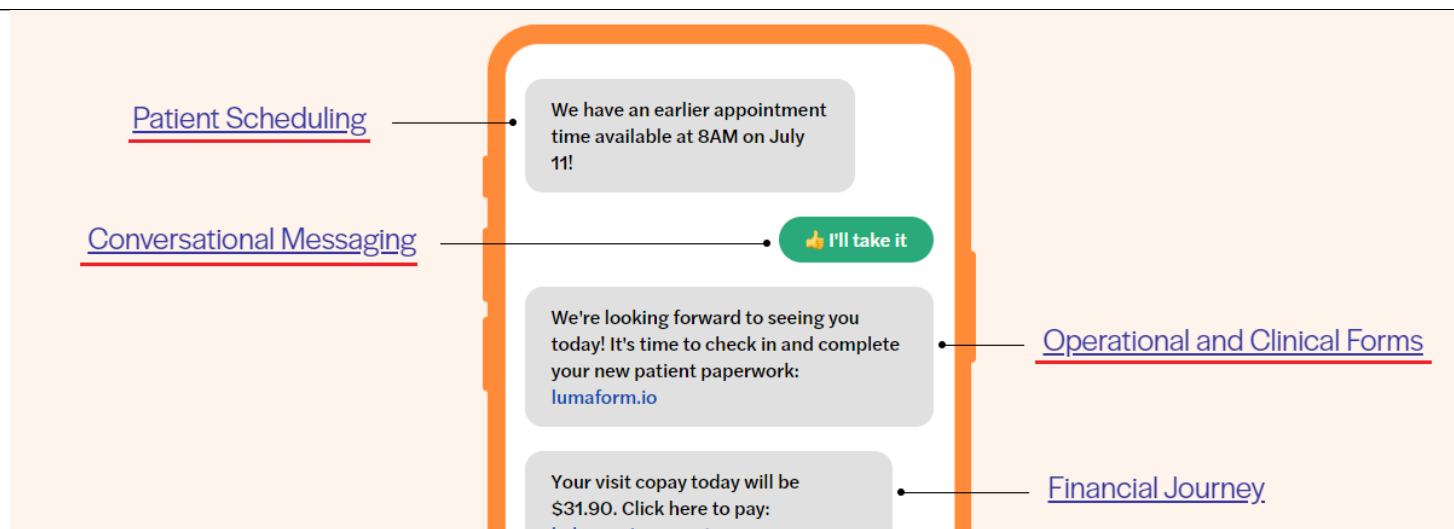 Patient Scheduling
We have an earlier appointment
time available at 8AM on July
11!
Conversational Messaging
👍 I'll take it
We're looking forward to seeing you
today! It's time to check in and complete
your new patient paperwork:
lumaform.io
Operational and Clinical Forms
Your visit copay today will be
$31.90. Click here to pay:
Financial Journey